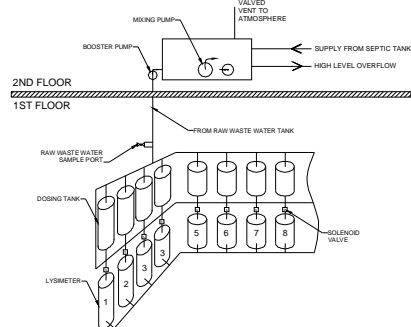 VALVED
VENT TO
ATMOSPHERE
MIXING PUMP
BOOSTER PUMP
SUPPLY FROM SEPTIC TANK
HIGH LEVEL OVERFLOW
2ND FLOOR
1ST FLOOR
FROM RAW WASTE WATER TANK
RAW WASTE WATER
SAMPLE PORT
DOSING TANK
SOLENOID
VALVE
LYSIMETER
1
2
3
3
5
6
7
8